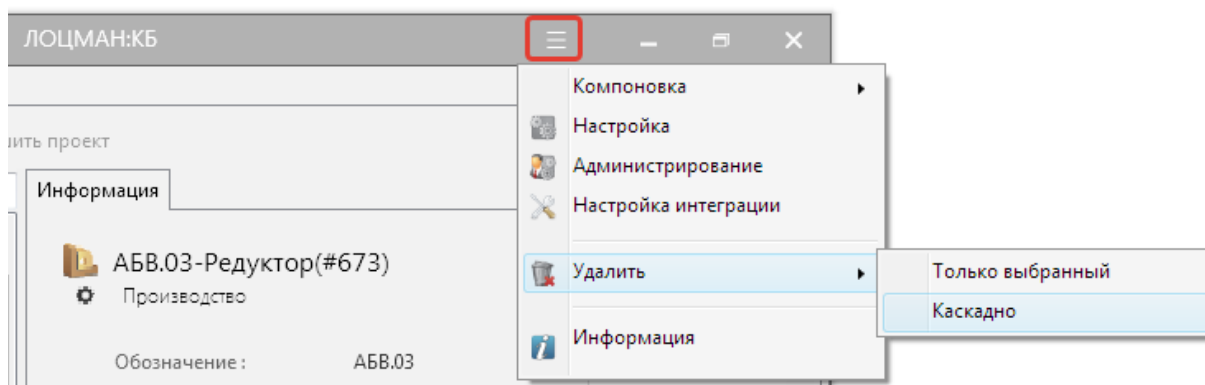 ЛОЦМАН:КБ
Компоновка
Настройка
проект
Администрирование
Информация
Настройка интеграции
АБВ.03-Редуктор(#673)
Удалить
Только выбранный
Производство
Каскадно
Информация
Обозначение :
АБВ.03